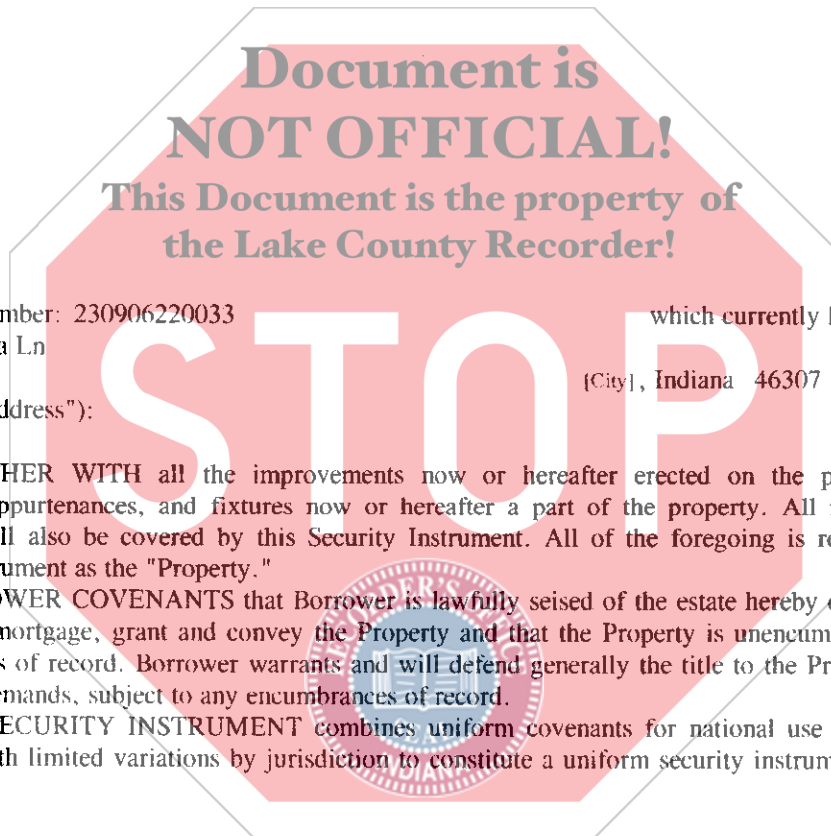 Document is
NOT OFFICIAL!
This Document is the property of
the Lake County Recorder!
mber: 230906220033 which currently
a Ln
[City], Indiana 46307
ddress"):
STOP
HER WITH all the improvements now or hereafter erected on the p
ppurtenances, and fixtures now or hereafter a part of the property. All
ll also be covered by this Security Instrument. All of the foregoing is re
ument as the "Property."
OWER COVENANTS that Borrower is lawfully seised of the estate hereby
mortgage, grant and convey the Property and that the Property is unencum
s of record. Borrower warrants and will defend generally the title to the Pr
emands, subject to any encumbrances of record.
ECURITY INSTRUMENT combines uniform covenants for national use
th limited variations by jurisdiction to constitute a uniform security instrum